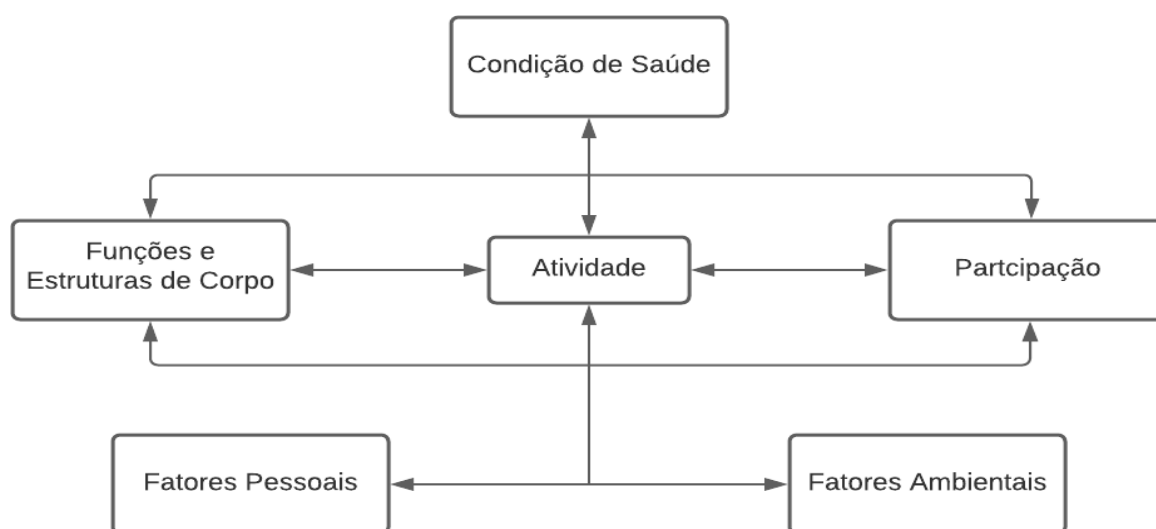 Condição de Saúde
Funções e
Estruturas de Corpo
Atividade
Partcipação
Fatores Pessoais
Fatores Ambientais